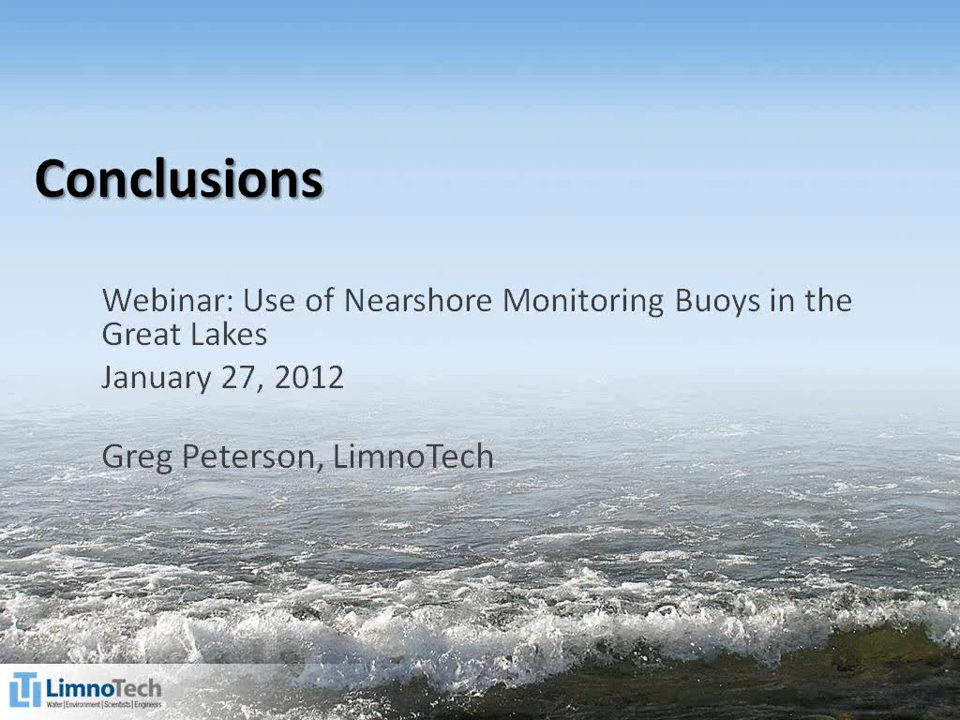 Conclusions
Webinar: Use of Nearshore Monitoring Buoys in the
Great Lakes
January 27, 2012
Greg Peterson, LimnoTech
LimnoTech
Water | Environment | Scientists | Engineers